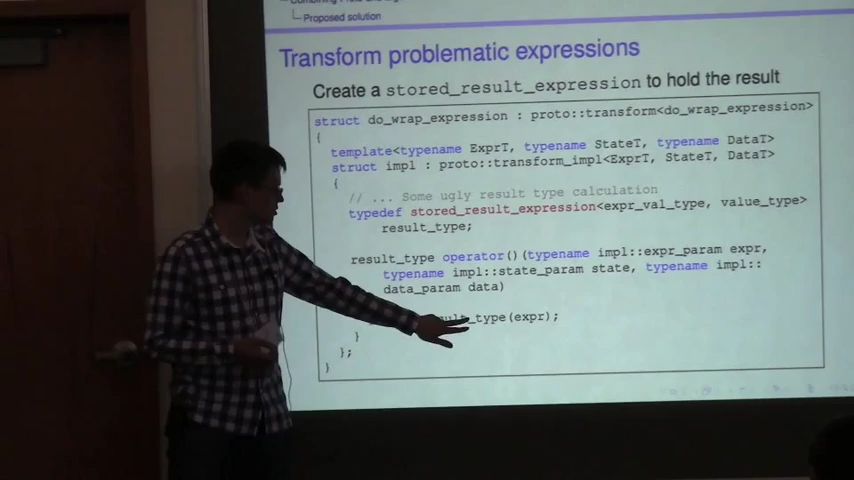 Proposed solution
Transform problematic expressions
Create a stored_result_expression to hold the result
struct do_wrap_expression : proto::transform<do_wrap_expression>
{
template<typename ExprT, typename StateT, typename DataT>
struct impl : proto::transform_impl<ExprT, StateT, DataT>
{
// ... Some ugly result type calculation
typedef stored_result_expression<expr_val_type, value_type>
result_type;
result_type operator()(typename impl::expr_param expr,
typename impl::state_param state, typename impl::
data_param data)
_type(expr);
}
};
}